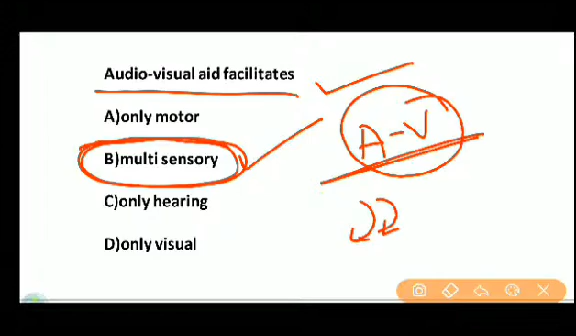 Audio-visual aid facilitates
A)only motor
A-V
B)multi sensory
C)only hearing
D)only visual